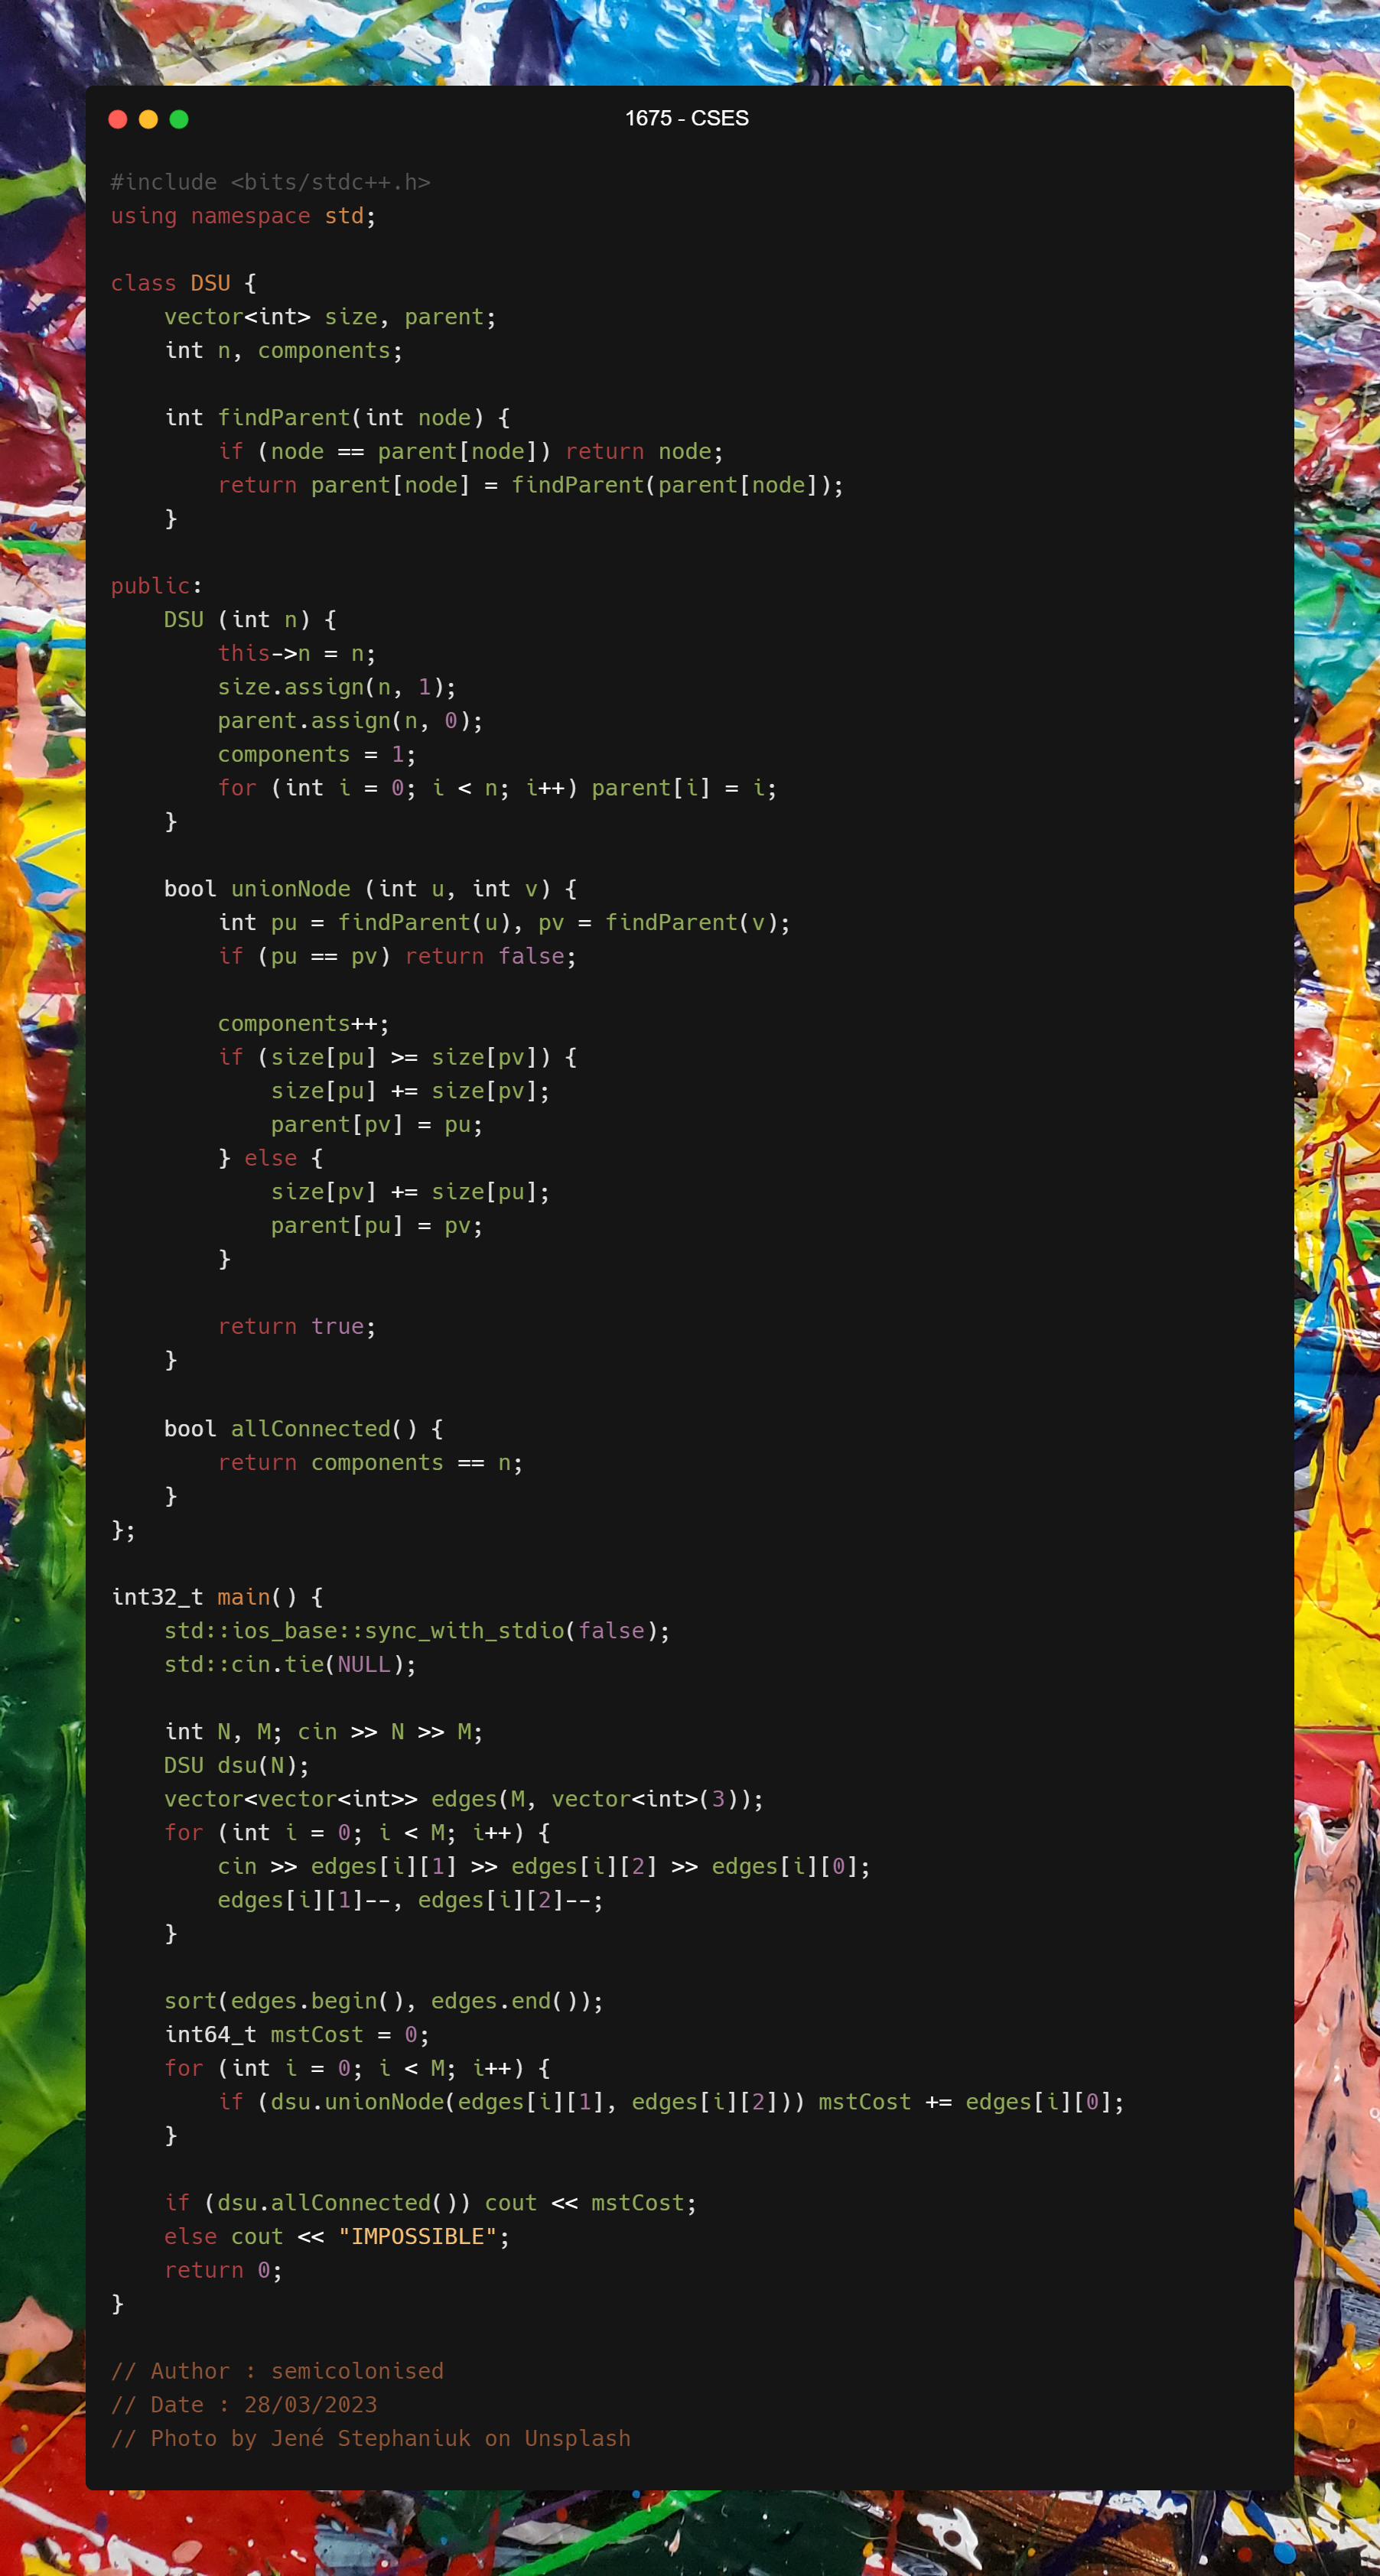 1675 - CSES
#include <bits/stdc++.h>
using namespace std;

class DSU {
    vector<int> size, parent;
    int n, components;

    int findParent(int node) {
        if (node == parent[node]) return node;
        return parent[node] = findParent(parent[node]);
    }

public:
    DSU (int n) {
        this->n = n;
        size.assign(n, 1);
        parent.assign(n, 0);
        components = 1;
        for (int i = 0; i < n; i++) parent[i] = i;
    }

    bool unionNode (int u, int v) {
        int pu = findParent(u), pv = findParent(v);
        if (pu == pv) return false;

        components++;
        if (size[pu] >= size[pv]) {
            size[pu] += size[pv];
            parent[pv] = pu;
        } else {
            size[pv] += size[pu];
            parent[pu] = pv;
        }

        return true;
    }

    bool allConnected() {
        return components == n;
    }
};

int32_t main() {
    std::ios_base::sync_with_stdio(false);
    std::cin.tie(NULL);

    int N, M; cin >> N >> M;
    DSU dsu(N);
    vector<vector<int>> edges(M, vector<int>(3));
    for (int i = 0; i < M; i++) {
        cin >> edges[i][1] >> edges[i][2] >> edges[i][0];
        edges[i][1]--, edges[i][2]--;
    }

    sort(edges.begin(), edges.end());
    int64_t mstCost = 0;
    for (int i = 0; i < M; i++) {
        if (dsu.unionNode(edges[i][1], edges[i][2])) mstCost += edges[i][0];
    }

    if (dsu.allConnected()) cout << mstCost;
    else cout << "IMPOSSIBLE";
    return 0;
}

// Author : semicolonised
// Date : 28/03/2023
// Photo by Jené Stephaniuk on Unsplash